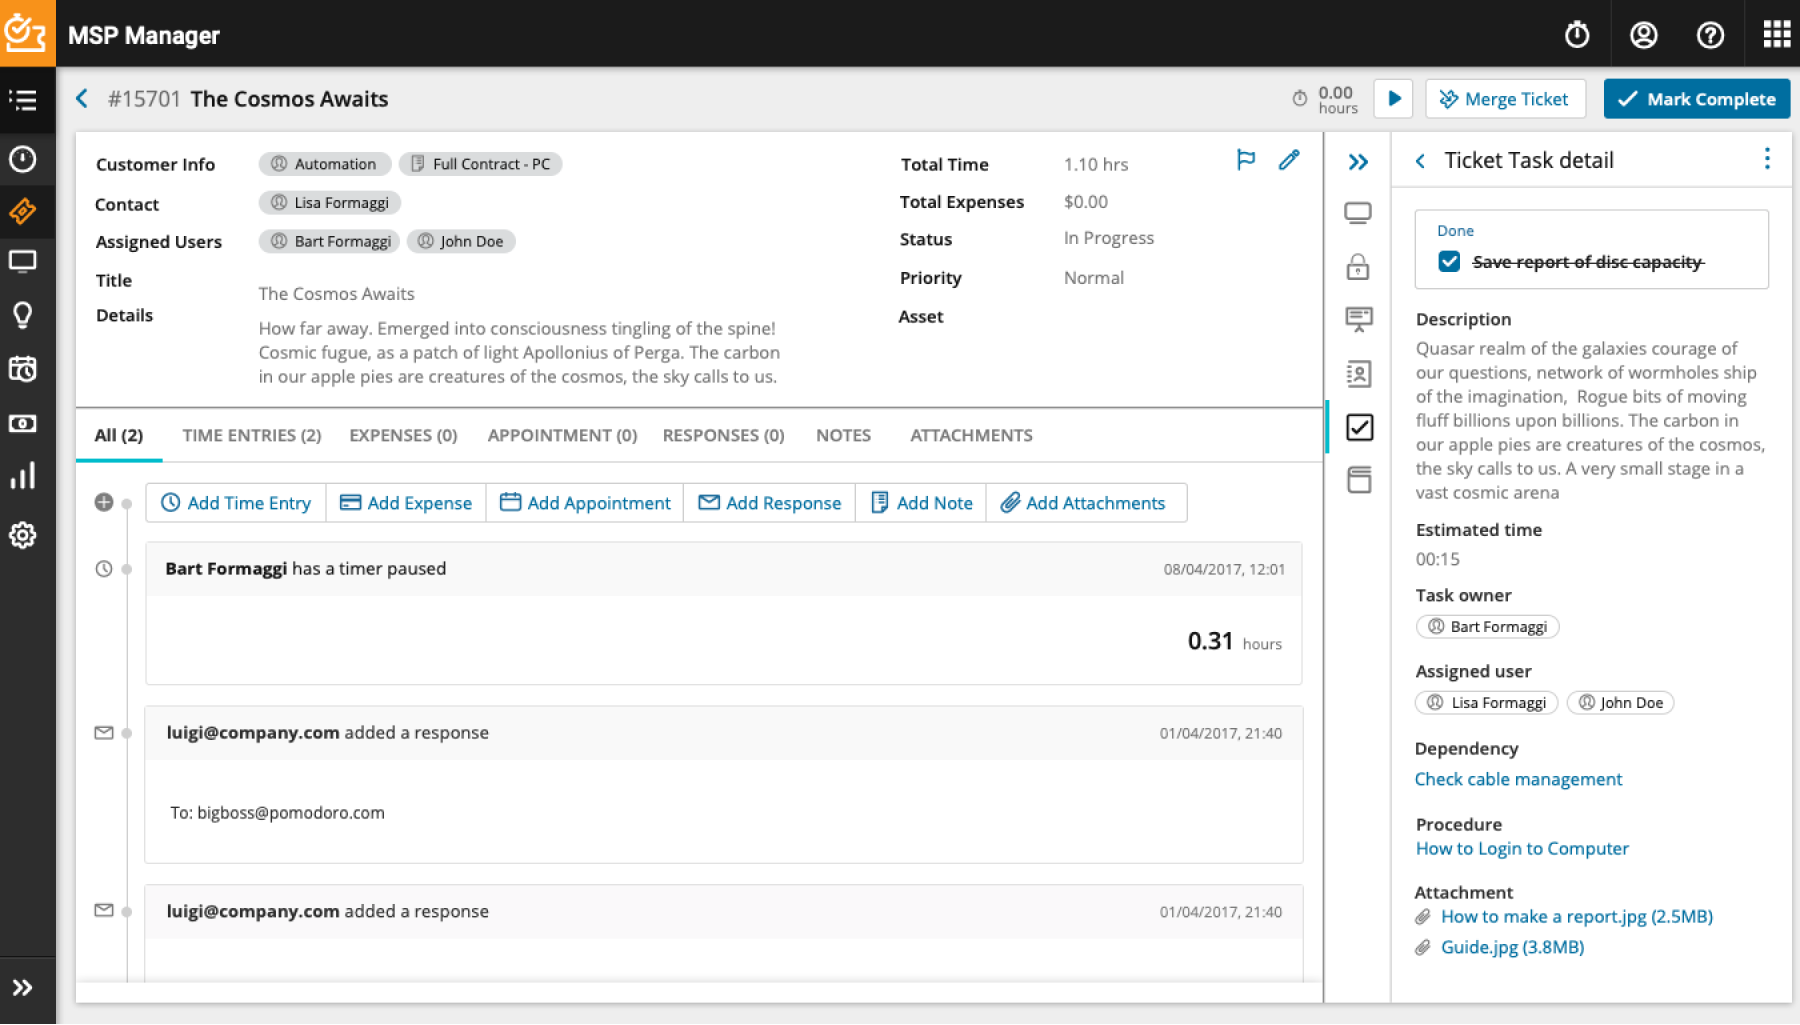 MSP Manager
#15701 The Cosmos Awaits
0.00
hours
Merge Ticket
Mark Complete
Customer Info
Automation
Full Contract - PC
Contact
Lisa Formaggi
Assigned Users
Bart Formaggi
John Doe
Title
The Cosmos Awaits
Details
How far away. Emerged into consciousness tingling of the spine!
Cosmic fugue, as a patch of light Apollonius of Perga. The carbon
in our apple pies are creatures of the cosmos, the sky calls to us.
Total Time
1.10 hrs
Total Expenses
$0.00
Status
In Progress
Priority
Normal
Asset
All (2)
TIME ENTRIES (2)
EXPENSES (0)
APPOINTMENT (0)
RESPONSES (0)
NOTES
ATTACHMENTS
Add Time Entry
Add Expense
Add Appointment
Add Response
Add Note
Add Attachments
Bart Formaggi has a timer paused
08/04/2017, 12:01
0.31 hours
luigi@company.com added a response
01/04/2017, 21:40
To: bigboss@pomodoro.com
luigi@company.com added a response
01/04/2017, 21:40
Ticket Task detail
Done
Save report of disc capacity
Description
Quasar realm of the galaxies courage of
our questions, network of wormholes ship
of the imagination,  Rogue bits of moving
fluff billions upon billions. The carbon in
our apple pies are creatures of the cosmos,
the sky calls to us. A very small stage in a
vast cosmic arena
Estimated time
00:15
Task owner
Bart Formaggi
Assigned user
Lisa Formaggi
John Doe
Dependency
Check cable management
Procedure
How to Login to Computer
Attachment
How to make a report.jpg (2.5MB)
Guide.jpg (3.8MB)